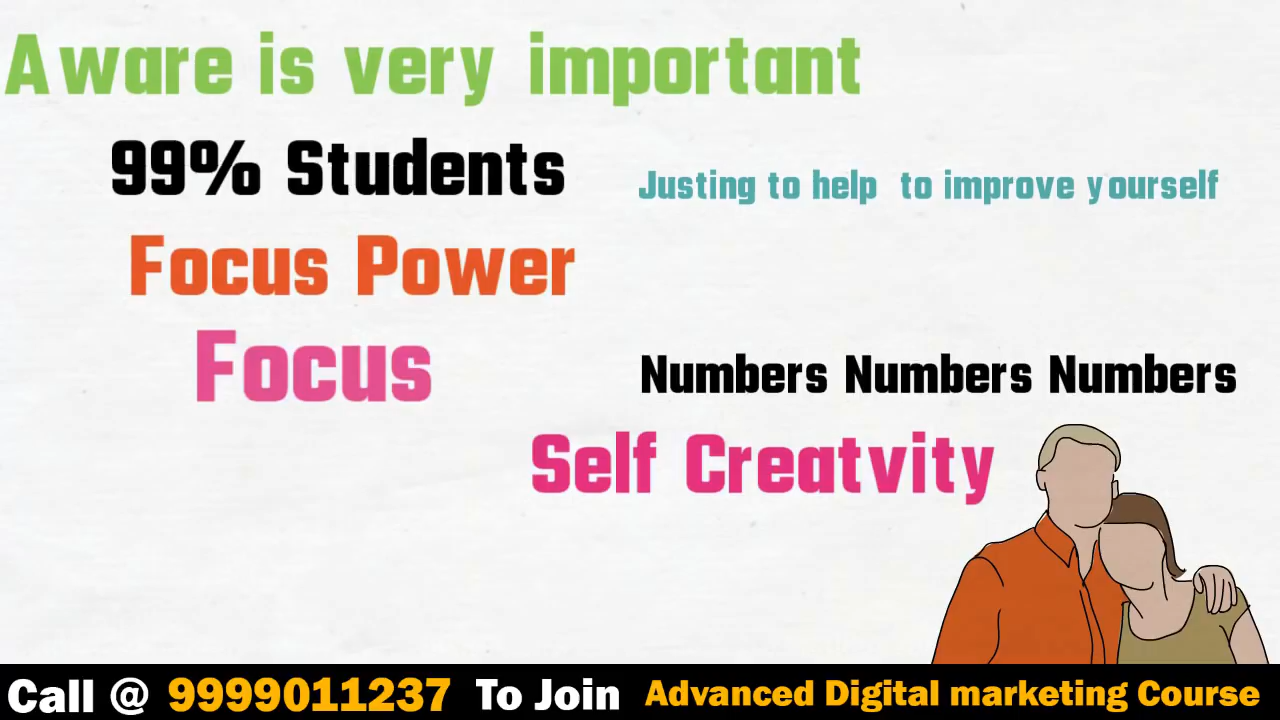 Aware is very important
99% Students
Justing to help to improve yourself
Focus Power
Focus
Numbers Numbers Numbers
Self Creatvity
Call @ 9999011237 To Join Advanced Digital marketing Course